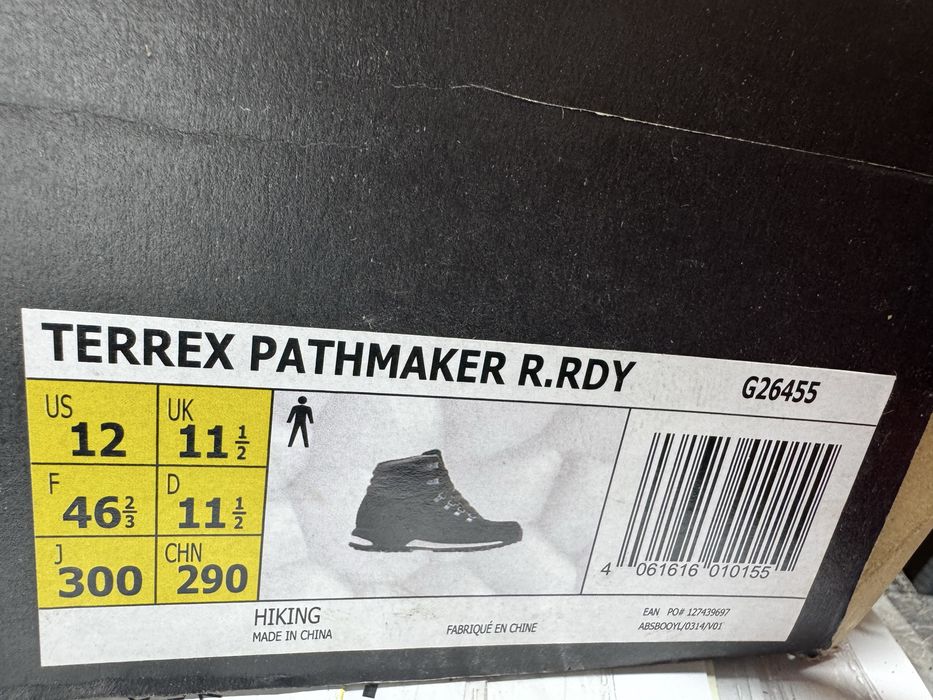 TERREX PATHMAKER R.RDY
G26455
US
12
UK
11 1/2
F
46 2/3
D
11 1/2
J
300
CHN
290
4 061616 010155
HIKING
MADE IN CHINA
FABRIQUÉ EN CHINE
EAN PO# 127439697
ABSBOOYL/0314/V01